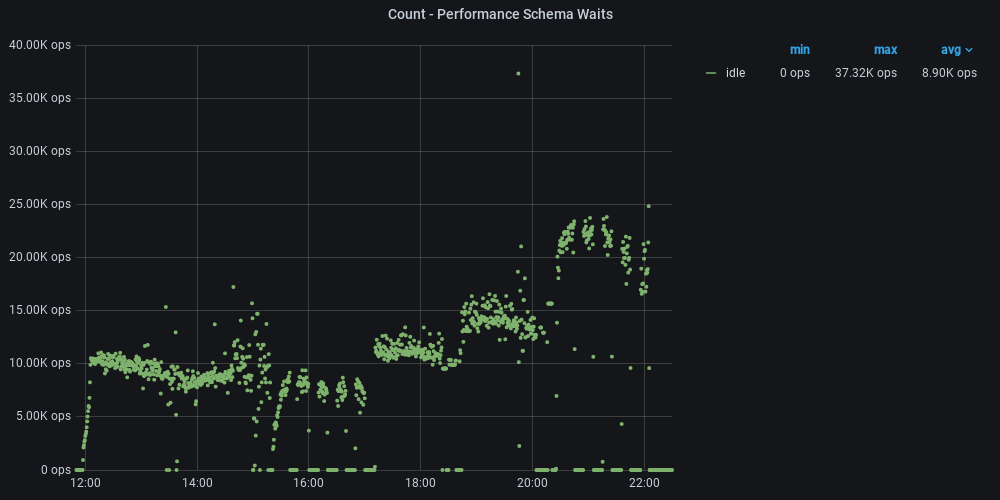 Count - Performance Schema Waits
40.00K ops
35.00K ops
30.00K ops
25.00K ops
20.00K ops
15.00K ops
10.00K ops
5.00K ops
0 ops
12:00 14:00 16:00 18:00 20:00 22:00
min max avg
idle 0 ops 37.32K ops 8.90K ops